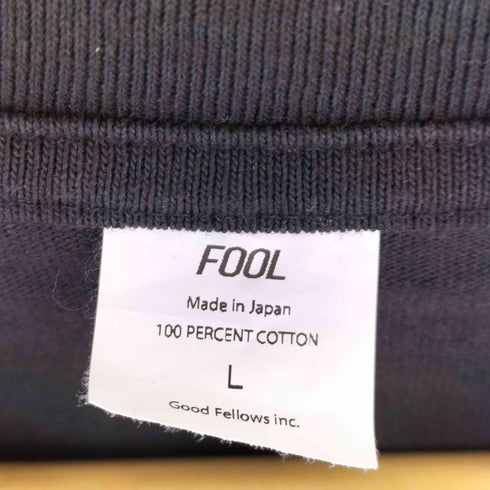 FOOL
Made in Japan
100 PERCENT COTTON
L
Good Fellows inc.